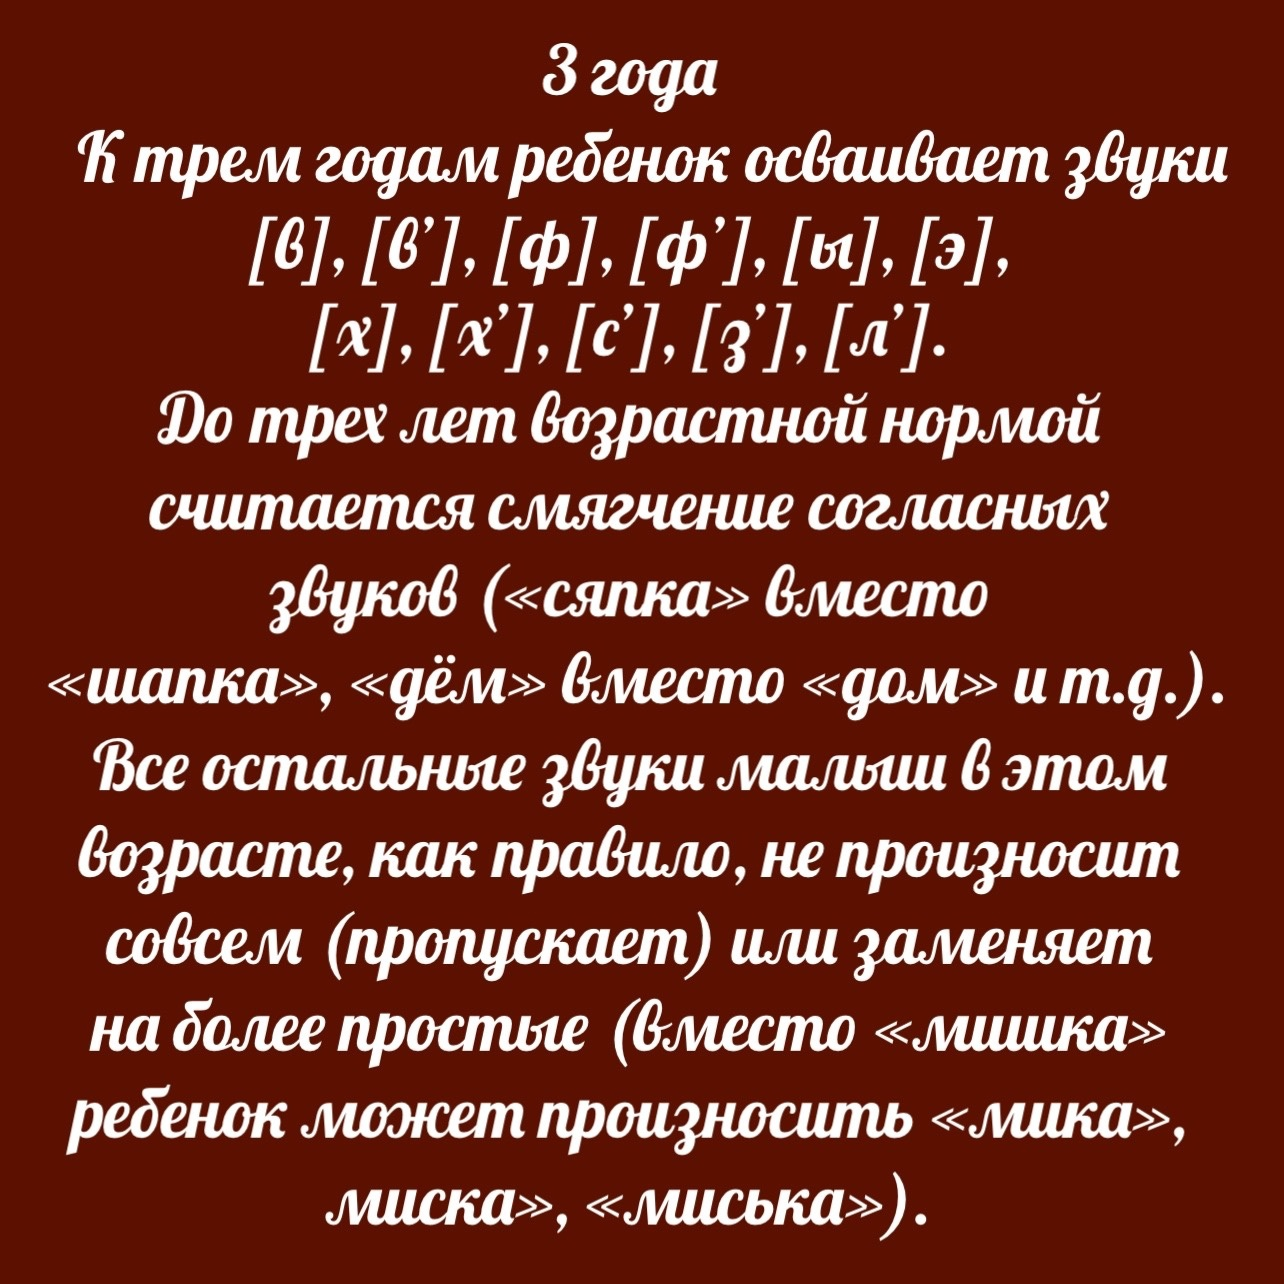 3 года
К трем годам ребенок осваивает звуки
[в], [в’], [ф], [ф’], [ы], [э],
[х], [х’], [с’], [з’], [л’].
До трех лет возрастной нормой
считается смягчение согласных
звуков («сяпка» вместо
«шапка», «дём» вместо «дом» и т.д.).
Все остальные звуки малыш в этом
возрасте, как правило, не произносит
совсем (пропускает) или заменяет
на более простые (вместо «мишка»
ребенок может произносить «мика»,
миска», «миська»).